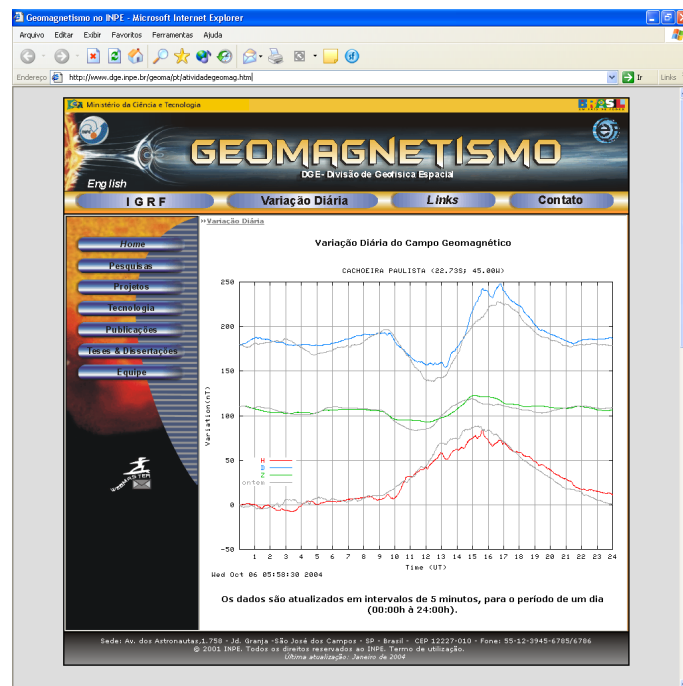 Geomagnetismo no INPE - Microsoft Internet Explorer
Arquivo Editar Exibir Favoritos Ferramentas Ajuda
Endereço http://www.dge.inpe.br/geoma/pt/atividadegeomag.htm Ir Links
Ministério da Ciência e Tecnologia
BRASIL
GEOMAGNETISMO
DGE- Divisão de Geofísica Espacial
English
IGRF Variação Diária Links Contato
Variação Diária
Home
Pesquisas
Projetos
Tecnologia
Publicações
Teses & Dissertações
Equipe
WEBMASTER
Variação Diária do Campo Geomagnético
CACHOEIRA PAULISTA (22.73S; 45.00W)
250
200
150
100
50
0
-50
Variation(nT)
H
D
Z
ontem
1 2 3 4 5 6 7 8 9 10 11 12 13 14 15 16 17 18 19 20 21 22 23 24
Time (UT)
Wed Oct 06 05:58:30 2004
Os dados são atualizados em intervalos de 5 minutos, para o período de um dia
(00:00h à 24:00h).
Sede: Av. dos Astronautas,1.758 - Jd. Granja -São José dos Campos - SP - Brasil - CEP 12227-010 - Fone: 55-12-3945-6785/6786
© 2001 INPE. Todos os direitos reservados ao INPE. Termo de utilização.
Última atualização: Janeiro de 2004